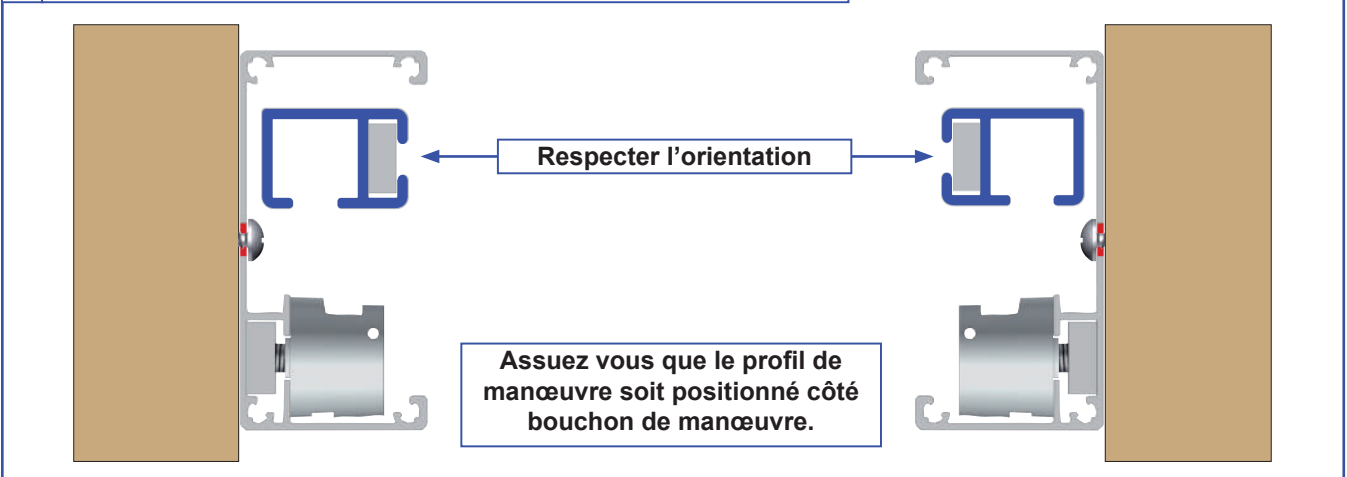 Respecter l’orientation
Assuez vous que le profil de
manœuvre soit positionné côté
bouchon de manœuvre.